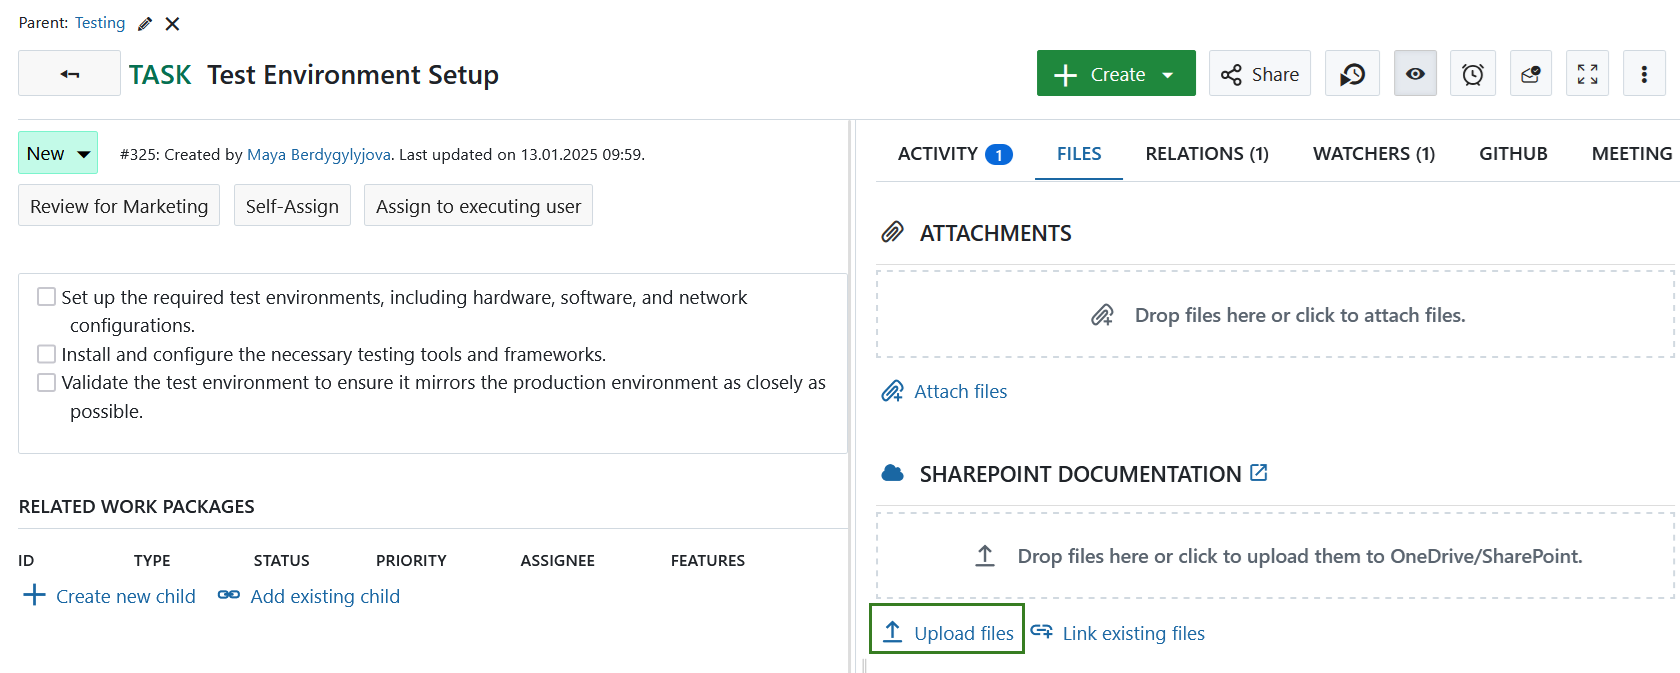 Parent: Testing
TASK Test Environment Setup
Create
Share
New
#325: Created by Maya Berdygylyjova. Last updated on 13.01.2025 09:59.
Review for Marketing
Self-Assign
Assign to executing user
Set up the required test environments, including hardware, software, and network
configurations.
Install and configure the necessary testing tools and frameworks.
Validate the test environment to ensure it mirrors the production environment as closely as
possible.
RELATED WORK PACKAGES
ID TYPE STATUS PRIORITY ASSIGNEE FEATURES
Create new child Add existing child
ACTIVITY 1 FILES RELATIONS (1) WATCHERS (1) GITHUB MEETING
ATTACHMENTS
Drop files here or click to attach files.
Attach files
SHAREPOINT DOCUMENTATION
Drop files here or click to upload them to OneDrive/SharePoint.
Upload files Link existing files